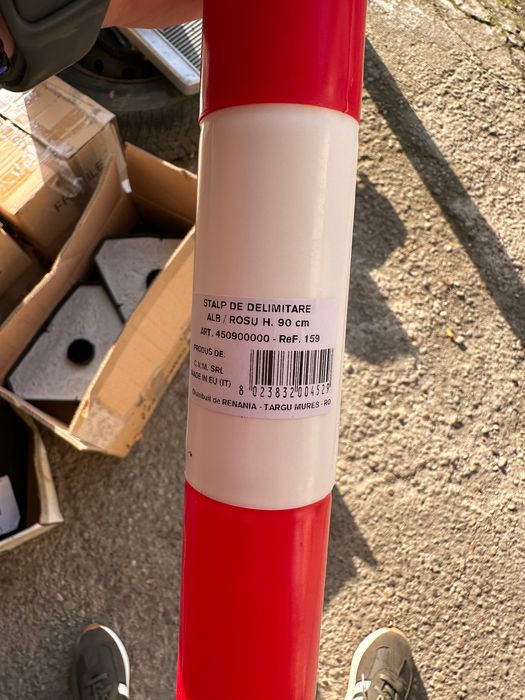 STALP DE DELIMITARE
ALB / ROSU H. 90 cm
ART. 450900000 - ReF. 159
PRODUS DE:
C.V.M. SRL
MADE IN EU (IT)
8 023832 004529
Distribuit de RENANIA - TARGU MURES - RO